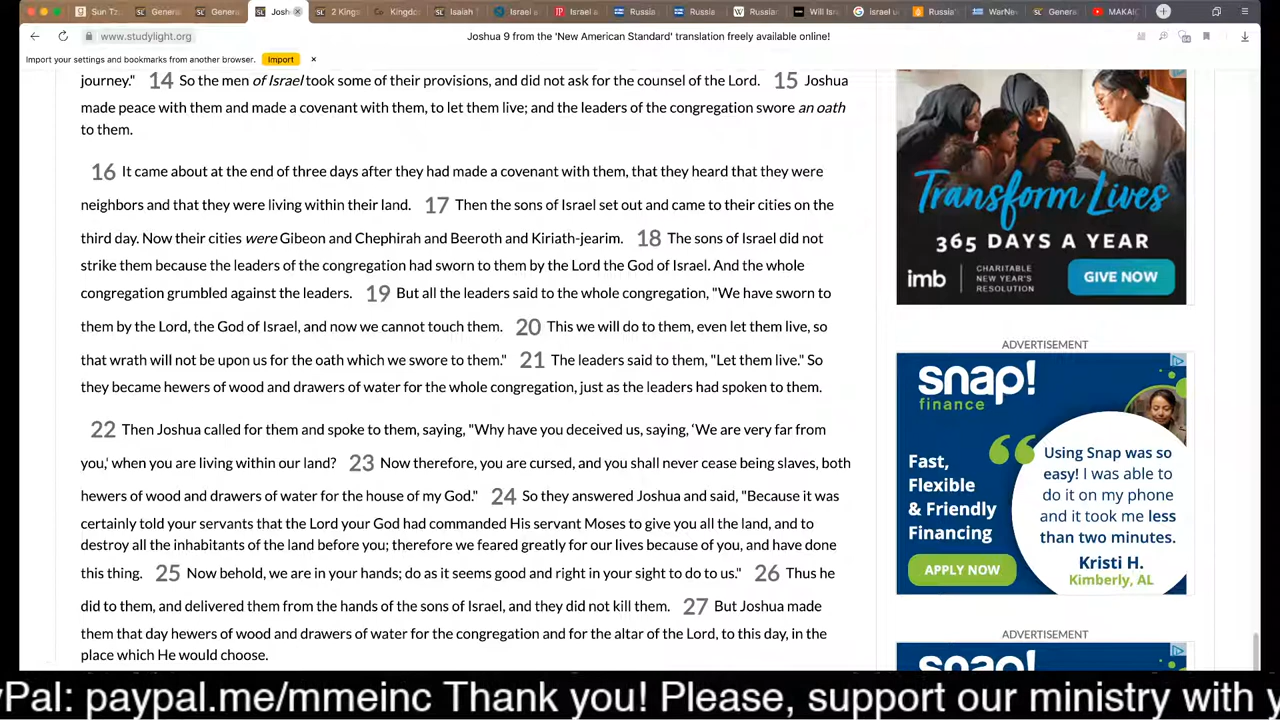 Sun Tz
General
General
Josh
2 King
Kingdo
Isaiah
Israel a
Israel a
Russia
Russia
Russia
Will Isr
israel u
Russia'
WarNe
Genera
MAKAI
www.studylight.org
Joshua 9 from the 'New American Standard' translation freely available online!
Import your settings and bookmarks from another browser. Import
journey." 14 So the men of Israel took some of their provisions, and did not ask for the counsel of the Lord. 15 Joshua
made peace with them and made a covenant with them, to let them live; and the leaders of the congregation swore an oath
to them.
16 It came about at the end of three days after they had made a covenant with them, that they heard that they were
neighbors and that they were living within their land. 17 Then the sons of Israel set out and came to their cities on the
third day. Now their cities were Gibeon and Chephirah and Beeroth and Kiriath-jearim. 18 The sons of Israel did not
strike them because the leaders of the congregation had sworn to them by the Lord the God of Israel. And the whole
congregation grumbled against the leaders. 19 But all the leaders said to the whole congregation, "We have sworn to
them by the Lord, the God of Israel, and now we cannot touch them. 20 This we will do to them, even let them live, so
that wrath will not be upon us for the oath which we swore to them." 21 The leaders said to them, "Let them live." So
they became hewers of wood and drawers of water for the whole congregation, just as the leaders had spoken to them.
22 Then Joshua called for them and spoke to them, saying, "Why have you deceived us, saying, 'We are very far from
you,' when you are living within our land? 23 Now therefore, you are cursed, and you shall never cease being slaves, both
hewers of wood and drawers of water for the house of my God." 24 So they answered Joshua and said, "Because it was
certainly told your servants that the Lord your God had commanded His servant Moses to give you all the land, and to
destroy all the inhabitants of the land before you; therefore we feared greatly for our lives because of you, and have done
this thing. 25 Now behold, we are in your hands; do as it seems good and right in your sight to do to us." 26 Thus he
did to them, and delivered them from the hands of the sons of Israel, and they did not kill them. 27 But Joshua made
them that day hewers of wood and drawers of water for the congregation and for the altar of the Lord, to this day, in the
place which He would choose.
Transform Lives
365 DAYS A YEAR
imb
CHARITABLE
NEW YEAR'S
RESOLUTION
GIVE NOW
ADVERTISEMENT
snap!
finance
Fast,
Flexible
& Friendly
Financing
APPLY NOW
Using Snap was so
easy! I was able to
do it on my phone
and it took me less
than two minutes.
Kristi H.
Kimberly, AL
ADVERTISEMENT
snap!
yPal: paypal.me/mmeinc Thank you! Please, support our ministry with y